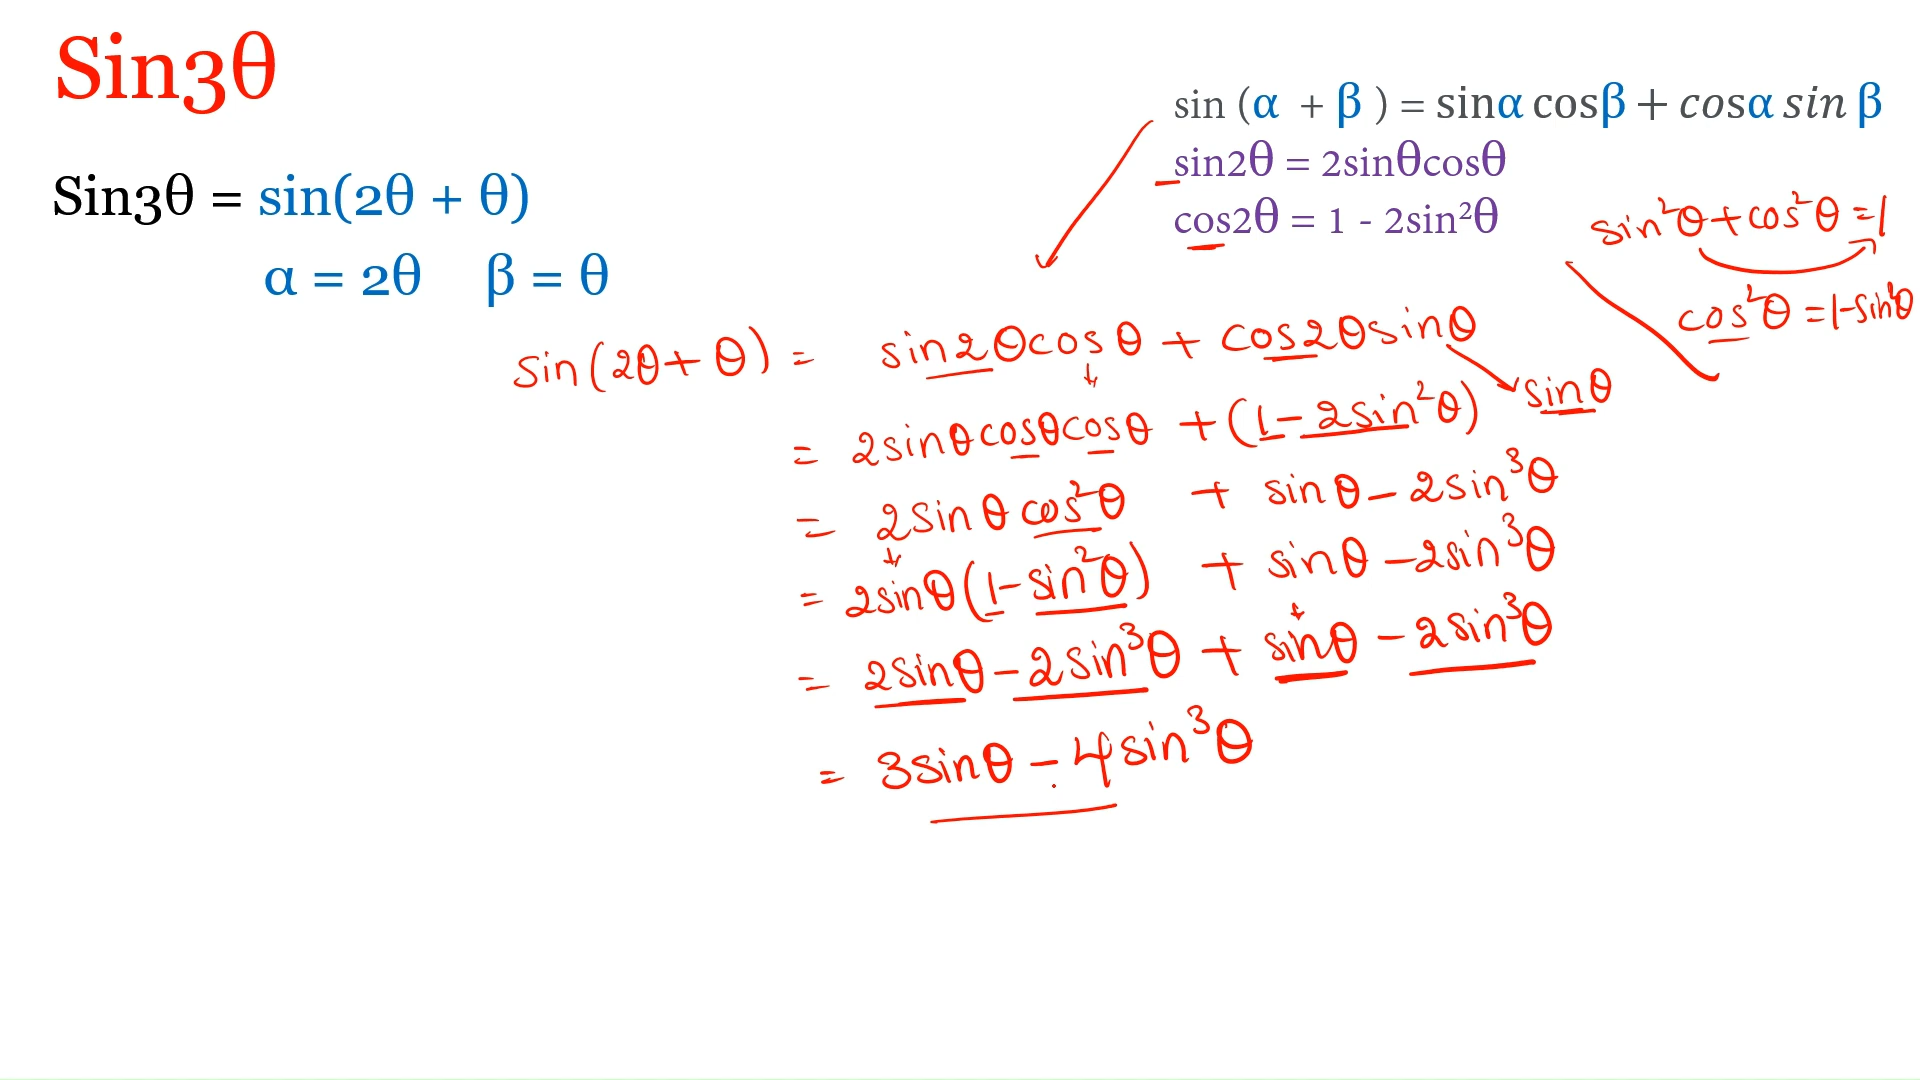 Sin3θ
sin (α + β ) = sinα cosβ + cosα sin β
sin2θ = 2sinθcosθ
cos2θ = 1 - 2sin²θ
Sin3θ = sin(2θ + θ)
α = 2θ β = θ
sin²θ + cos²θ = 1
cos²θ = 1 - sin²θ
sin(2θ + θ) = sin2θcosθ + cos2θsinθ
= 2sinθcosθcosθ + (1 - 2sin²θ) sinθ
= 2sinθcos²θ + sinθ - 2sin³θ
= 2sinθ(1 - sin²θ) + sinθ - 2sin³θ
= 2sinθ - 2sin³θ + sinθ - 2sin³θ
= 3sinθ - 4sin³θ